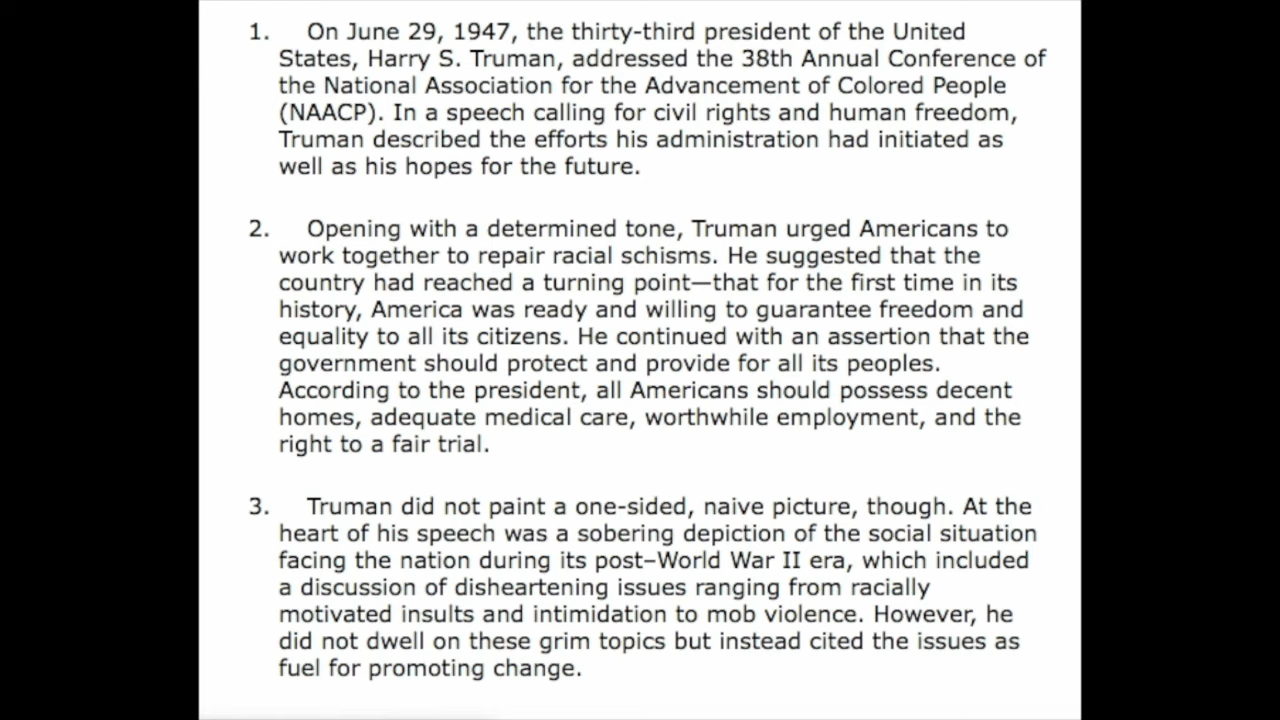 1. On June 29, 1947, the thirty-third president of the United
States, Harry S. Truman, addressed the 38th Annual Conference of
the National Association for the Advancement of Colored People
(NAACP). In a speech calling for civil rights and human freedom,
Truman described the efforts his administration had initiated as
well as his hopes for the future.
2. Opening with a determined tone, Truman urged Americans to
work together to repair racial schisms. He suggested that the
country had reached a turning point—that for the first time in its
history, America was ready and willing to guarantee freedom and
equality to all its citizens. He continued with an assertion that the
government should protect and provide for all its peoples.
According to the president, all Americans should possess decent
homes, adequate medical care, worthwhile employment, and the
right to a fair trial.
3. Truman did not paint a one-sided, naive picture, though. At the
heart of his speech was a sobering depiction of the social situation
facing the nation during its post–World War II era, which included
a discussion of disheartening issues ranging from racially
motivated insults and intimidation to mob violence. However, he
did not dwell on these grim topics but instead cited the issues as
fuel for promoting change.